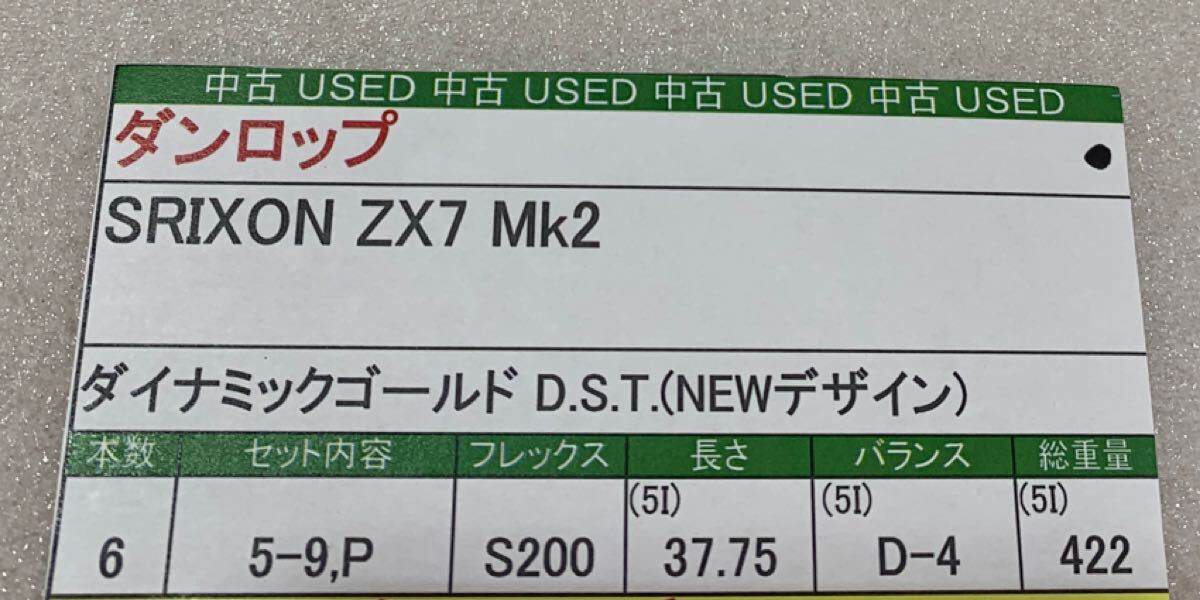 中古 USED 中古 USED 中古 USED 中古 USED
ダンロップ
SRIXON ZX7 Mk2
ダイナミックゴールド D.S.T.(NEWデザイン)
本数 セット内容 フレックス 長さ バランス 総重量
(5I) (5I) (5I)
6 5-9,P S200 37.75 D-4 422